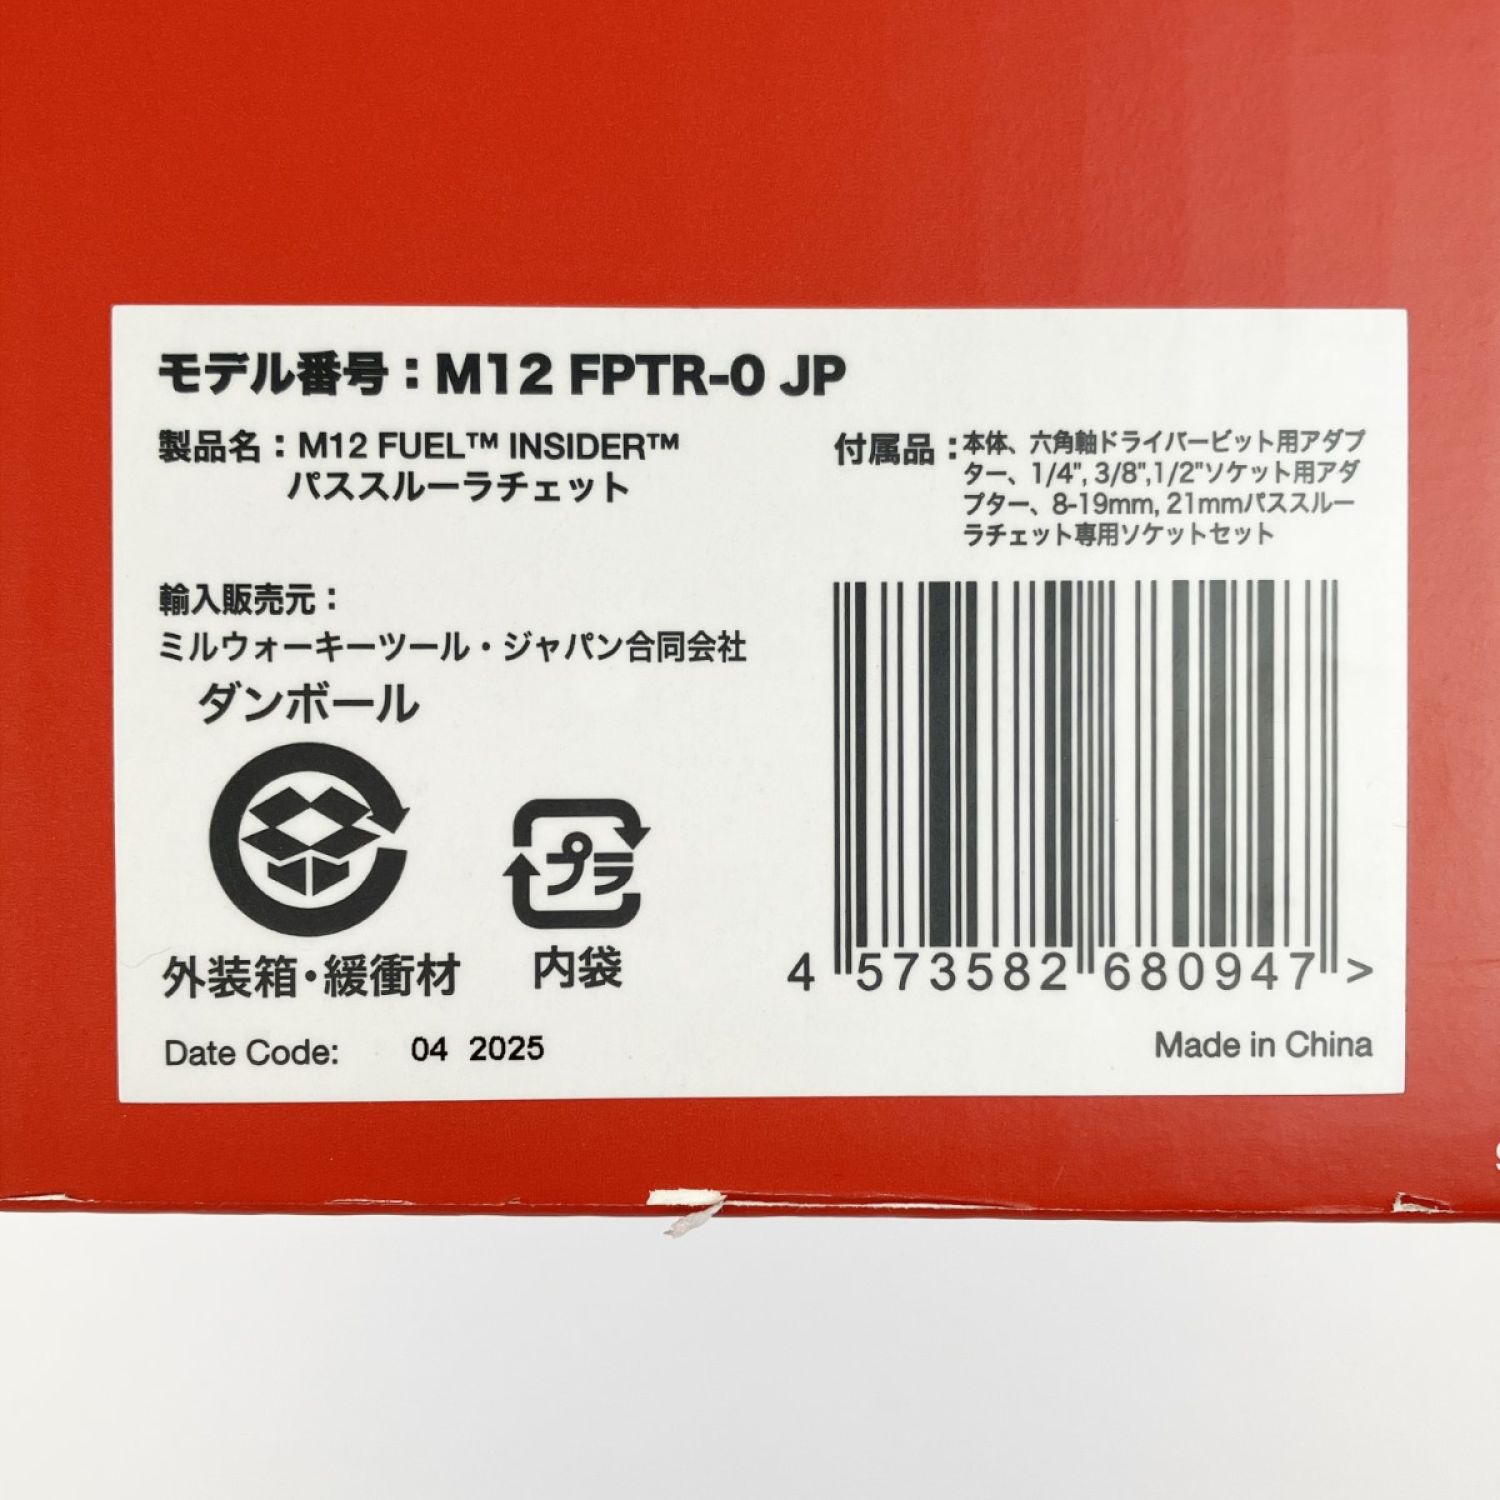 モデル番号：M12 FPTR-0 JP
製品名：M12 FUEL™ INSIDER™
パススルーラチェット
付属品：本体、六角軸ドライバービット用アダプ
ター、1/4", 3/8",1/2"ソケット用アダ
プター、8-19mm, 21mmパススルー
ラチェット専用ソケットセット
輸入販売元：
ミルウォーキーツール・ジャパン合同会社
ダンボール
プラ
外装箱・緩衝材
内袋
4 573582 680947 >
Date Code: 04 2025
Made in China